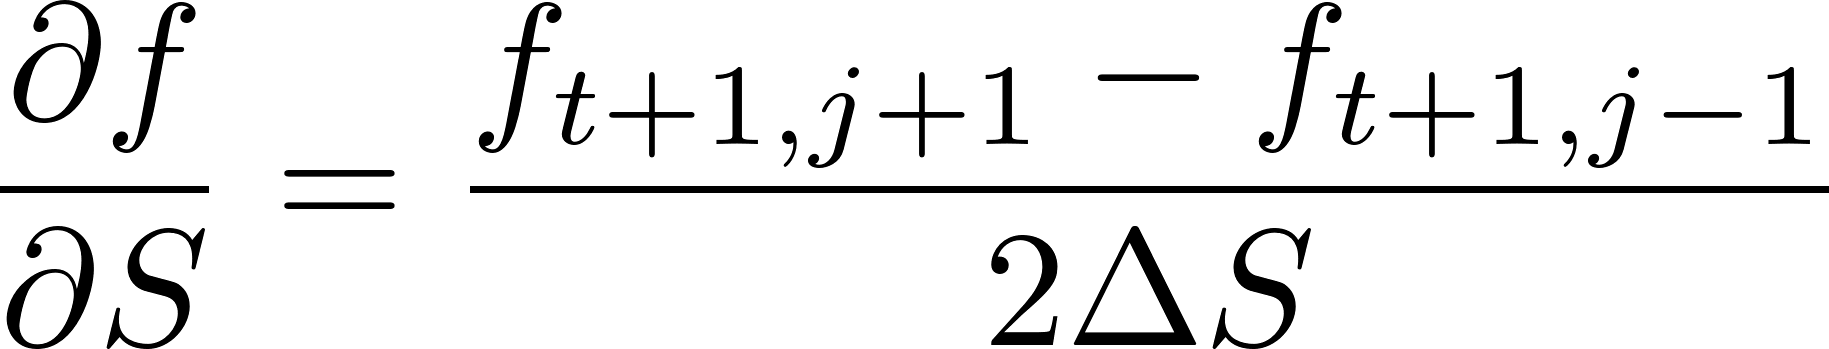 ∂f/∂S = (f_{t+1,j+1} − f_{t+1,j−1})/(2ΔS)